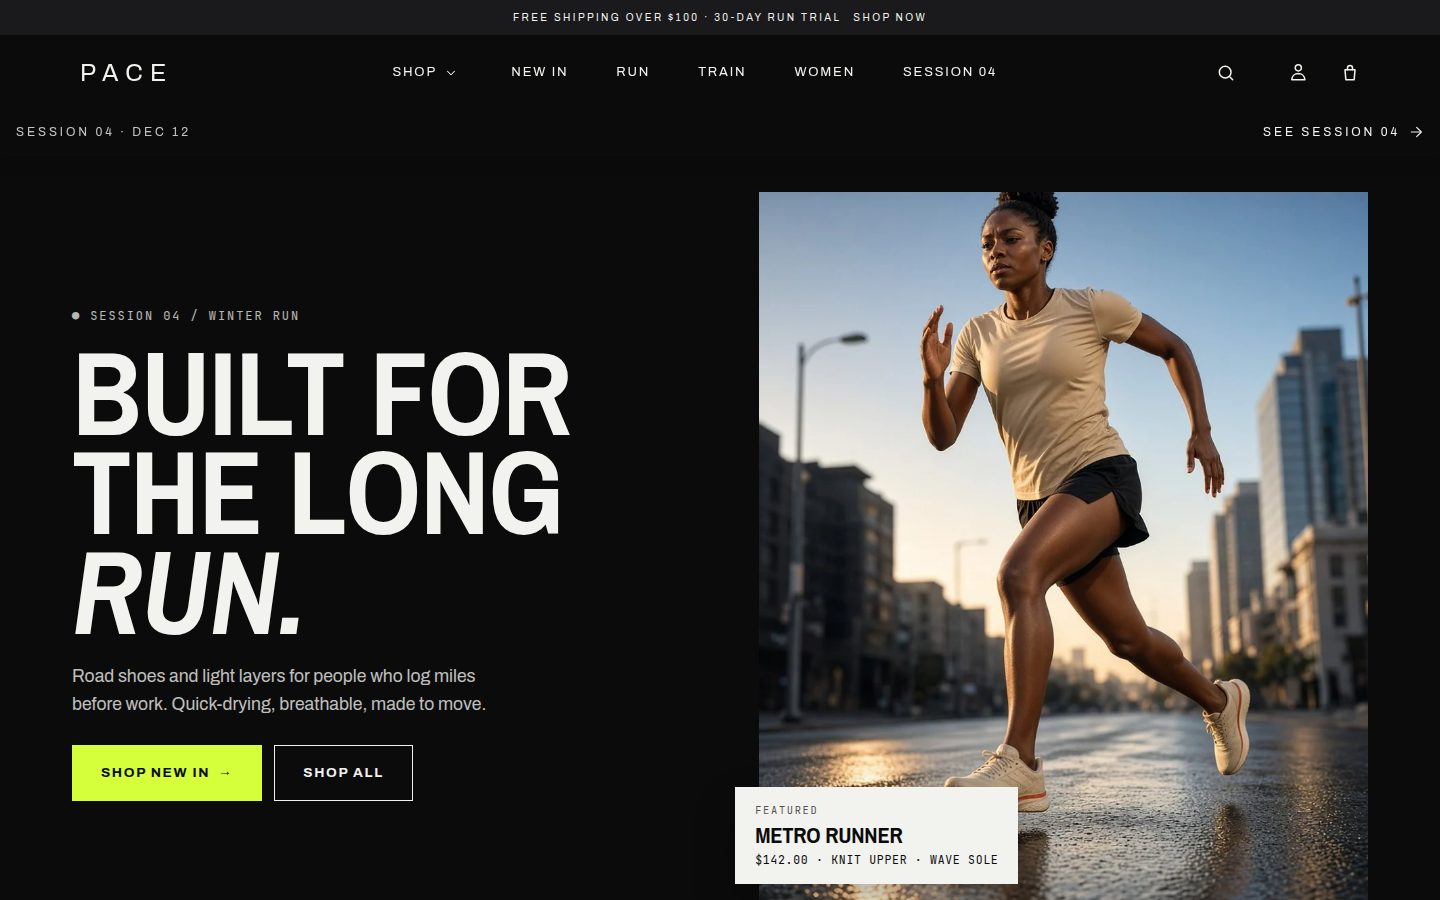 FREE SHIPPING OVER $100 · 30-DAY RUN TRIAL SHOP NOW
PACE
SHOP NEW IN RUN TRAIN WOMEN SESSION 04
SESSION 04 · DEC 12
SEE SESSION 04 →
● SESSION 04 / WINTER RUN
BUILT FOR
THE LONG
RUN.
Road shoes and light layers for people who log miles
before work. Quick-drying, breathable, made to move.
SHOP NEW IN →
SHOP ALL
FEATURED
METRO RUNNER
$142.00 · KNIT UPPER · WAVE SOLE